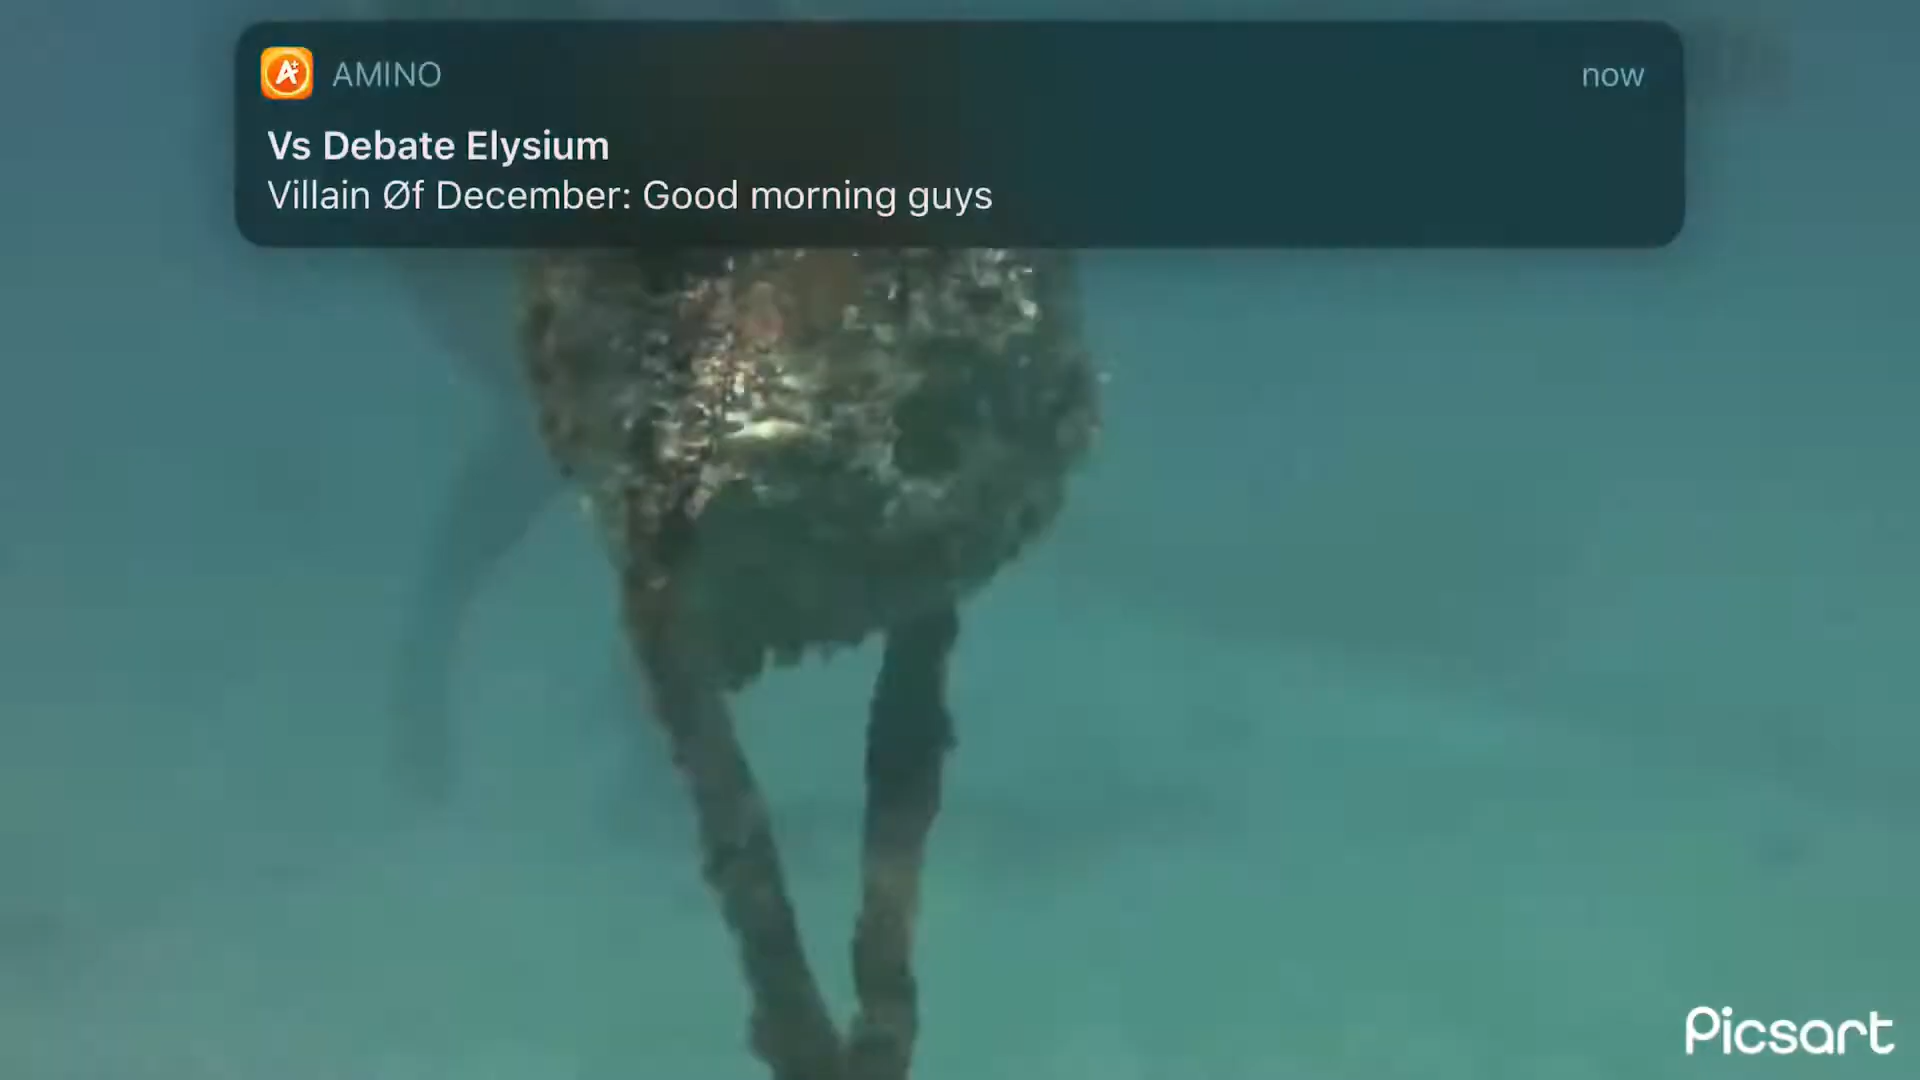 AMINO
now
Vs Debate Elysium
Villain Øf December: Good morning guys
Picsart